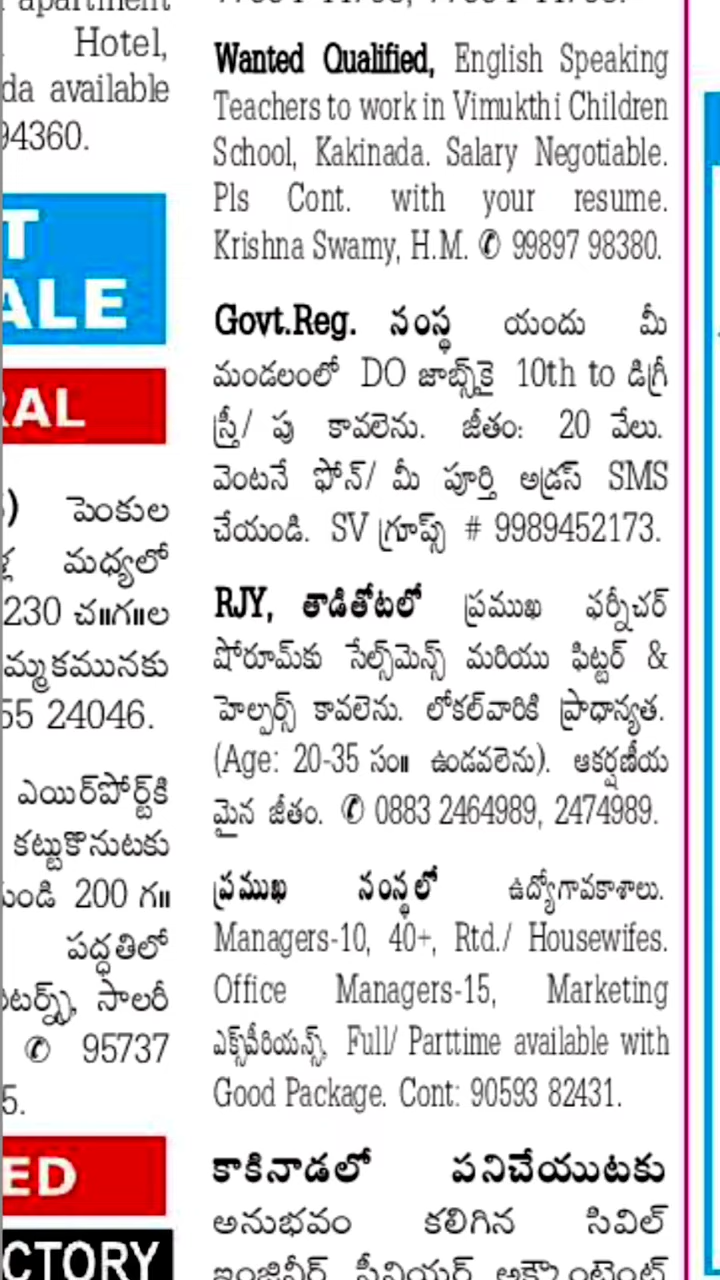 apartment
Hotel,
da available
94360.
T
ALE
RAL
పెంకుల
మధ్యలో
230 చ॥గ॥ల
మ్మకమునకు
55 24046.
ఎయిర్‌పోర్ట్‌కి
కట్టుకొనుటకు
నుండి 200 గ॥
పద్ధతిలో
సాలరీ
✆ 95737
5.
ED
CTORY
Wanted Qualified, English Speaking
Teachers to work in Vimukthi Children
School, Kakinada. Salary Negotiable.
Pls Cont. with your resume.
Krishna Swamy, H.M. ✆ 99897 98380.
Govt.Reg. సంస్థ యందు మీ
మండలంలో DO జాబ్స్‌కై 10th to డిగ్రీ
స్త్రీ/ పు కావలెను. జీతం: 20 వేలు.
వెంటనే ఫోన్/ మీ పూర్తి అడ్రస్ SMS
చేయండి. SV గ్రూప్స్ # 9989452173.
RJY, తాడితోటలో ప్రముఖ ఫర్నీచర్
షోరూమ్‌కు సేల్స్‌మెన్స్ మరియు ఫిట్టర్ &
హెల్పర్స్ కావలెను. లోకల్‌వారికి ప్రాధాన్యత.
(Age: 20-35 సం॥ ఉండవలెను). ఆకర్షణీయ
మైన జీతం. ✆ 0883 2464989, 2474989.
ప్రముఖ సంస్థలో ఉద్యోగావకాశాలు.
Managers-10, 40+, Rtd./ Housewifes.
Office Managers-15, Marketing
ఎక్స్‌పీరియన్స్, Full/ Parttime available with
Good Package. Cont: 90593 82431.
కాకినాడలో పనిచేయుటకు
అనుభవం కలిగిన సివిల్
ఇంజినీర్, సీనియర్ అకౌంటెంట్